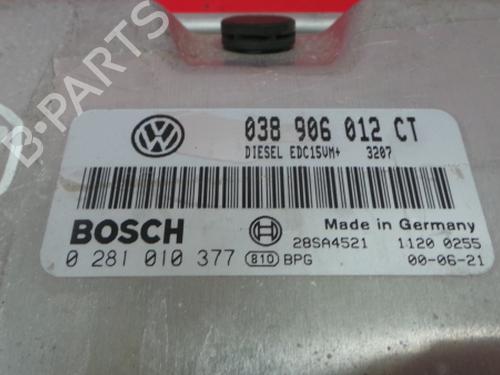 038 906 012 CT
DIESEL EDC15VM+ 3207
BOSCH
Made in Germany
28SA4521 1120 0255
0 281 010 377 810 BPG 00-06-21
B-PARTS